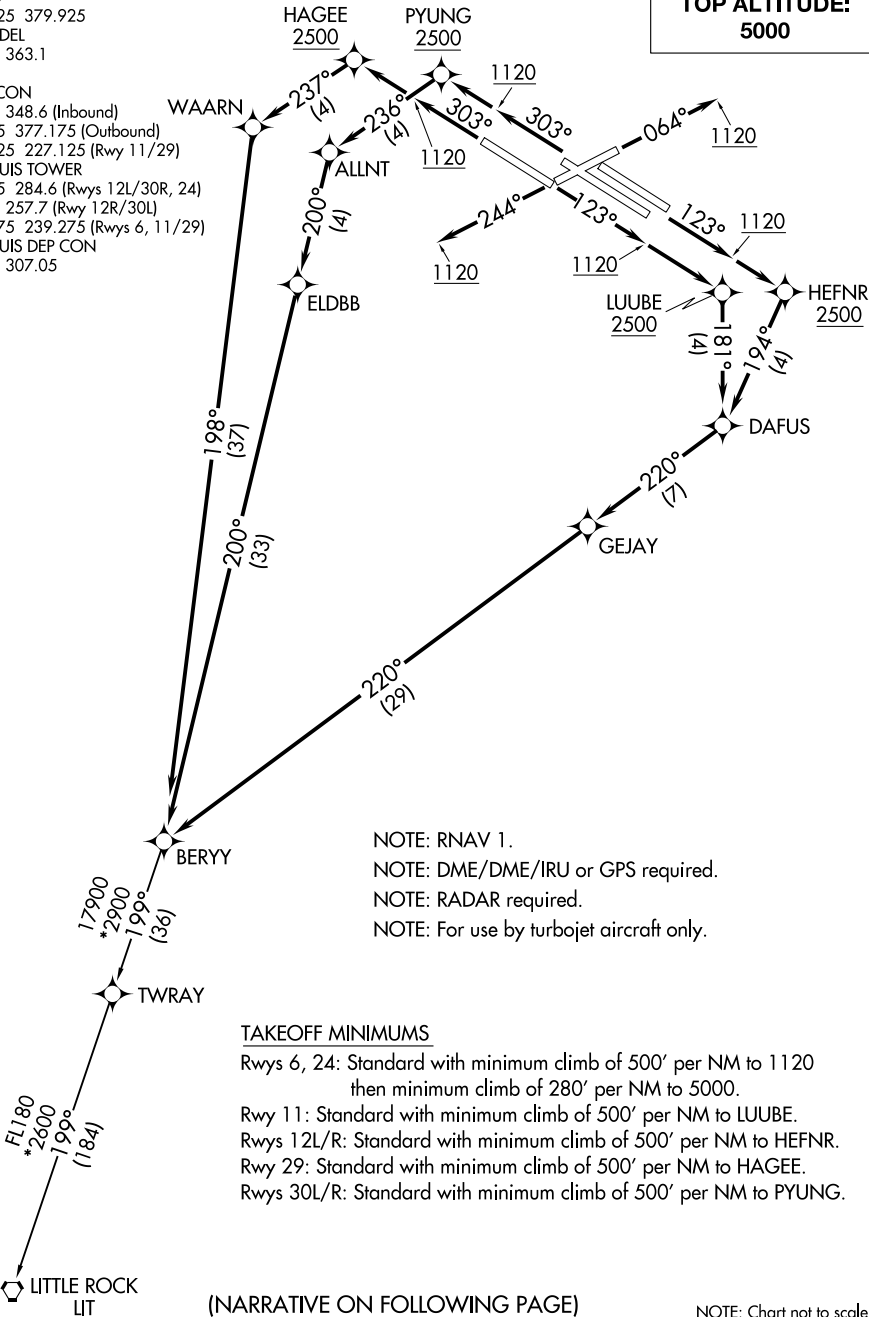 25 379.925
DEL
363.1
CON
348.6 (Inbound)
5 377.175 (Outbound)
25 227.125 (Rwy 11/29)
UIS TOWER
5 284.6 (Rwys 12L/30R, 24)
257.7 (Rwy 12R/30L)
75 239.275 (Rwys 6, 11/29)
UIS DEP CON
307.05
TOP ALTITUDE:
5000
HAGEE
2500
PYUNG
2500
WAARN
237°
(4)
236°
(4)
303°
1120
303°
1120
064°
1120
ALLNT
200°
(4)
244°
1120
123°
1120
123°
1120
ELDBB
LUUBE
2500
HEFNR
2500
181°
(4)
194°
(4)
DAFUS
198°
(37)
220°
(7)
GEJAY
200°
(33)
220°
(29)
BERYY
NOTE: RNAV 1.
NOTE: DME/DME/IRU or GPS required.
NOTE: RADAR required.
NOTE: For use by turbojet aircraft only.
17900
*2900
199°
(36)
TWRAY
TAKEOFF MINIMUMS
Rwys 6, 24: Standard with minimum climb of 500' per NM to 1120
then minimum climb of 280' per NM to 5000.
Rwy 11: Standard with minimum climb of 500' per NM to LUUBE.
Rwys 12L/R: Standard with minimum climb of 500' per NM to HEFNR.
Rwy 29: Standard with minimum climb of 500' per NM to HAGEE.
Rwys 30L/R: Standard with minimum climb of 500' per NM to PYUNG.
FL180
*2600
199°
(184)
LITTLE ROCK
LIT
(NARRATIVE ON FOLLOWING PAGE)
NOTE: Chart not to scale